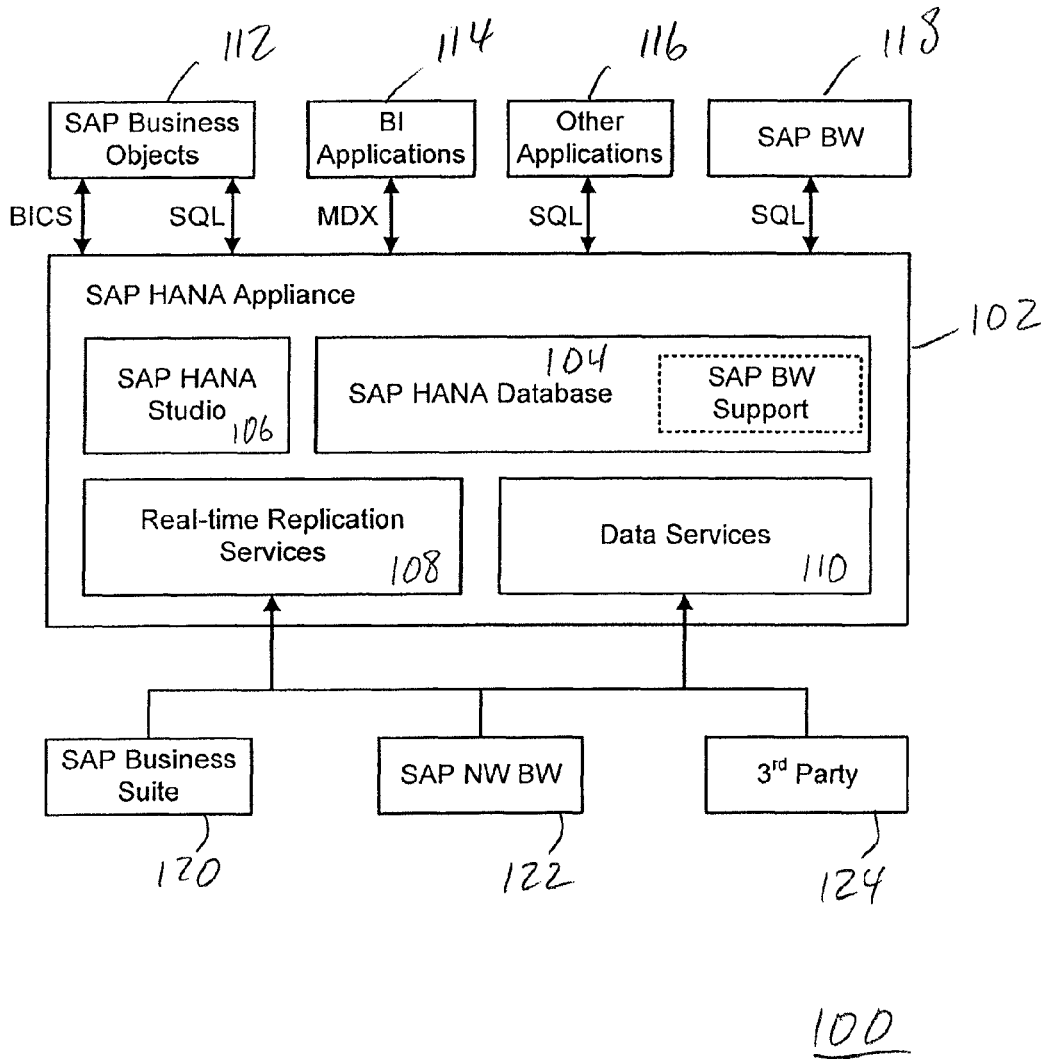 112
114
116
118
SAP Business
Objects
BI
Applications
Other
Applications
SAP BW
BICS
SQL
MDX
SQL
SQL
SAP HANA Appliance
102
SAP HANA
Studio
106
104
SAP HANA Database
SAP BW
Support
Real-time Replication
Services
108
Data Services
110
SAP Business
Suite
SAP NW BW
3rd Party
120
122
124
100